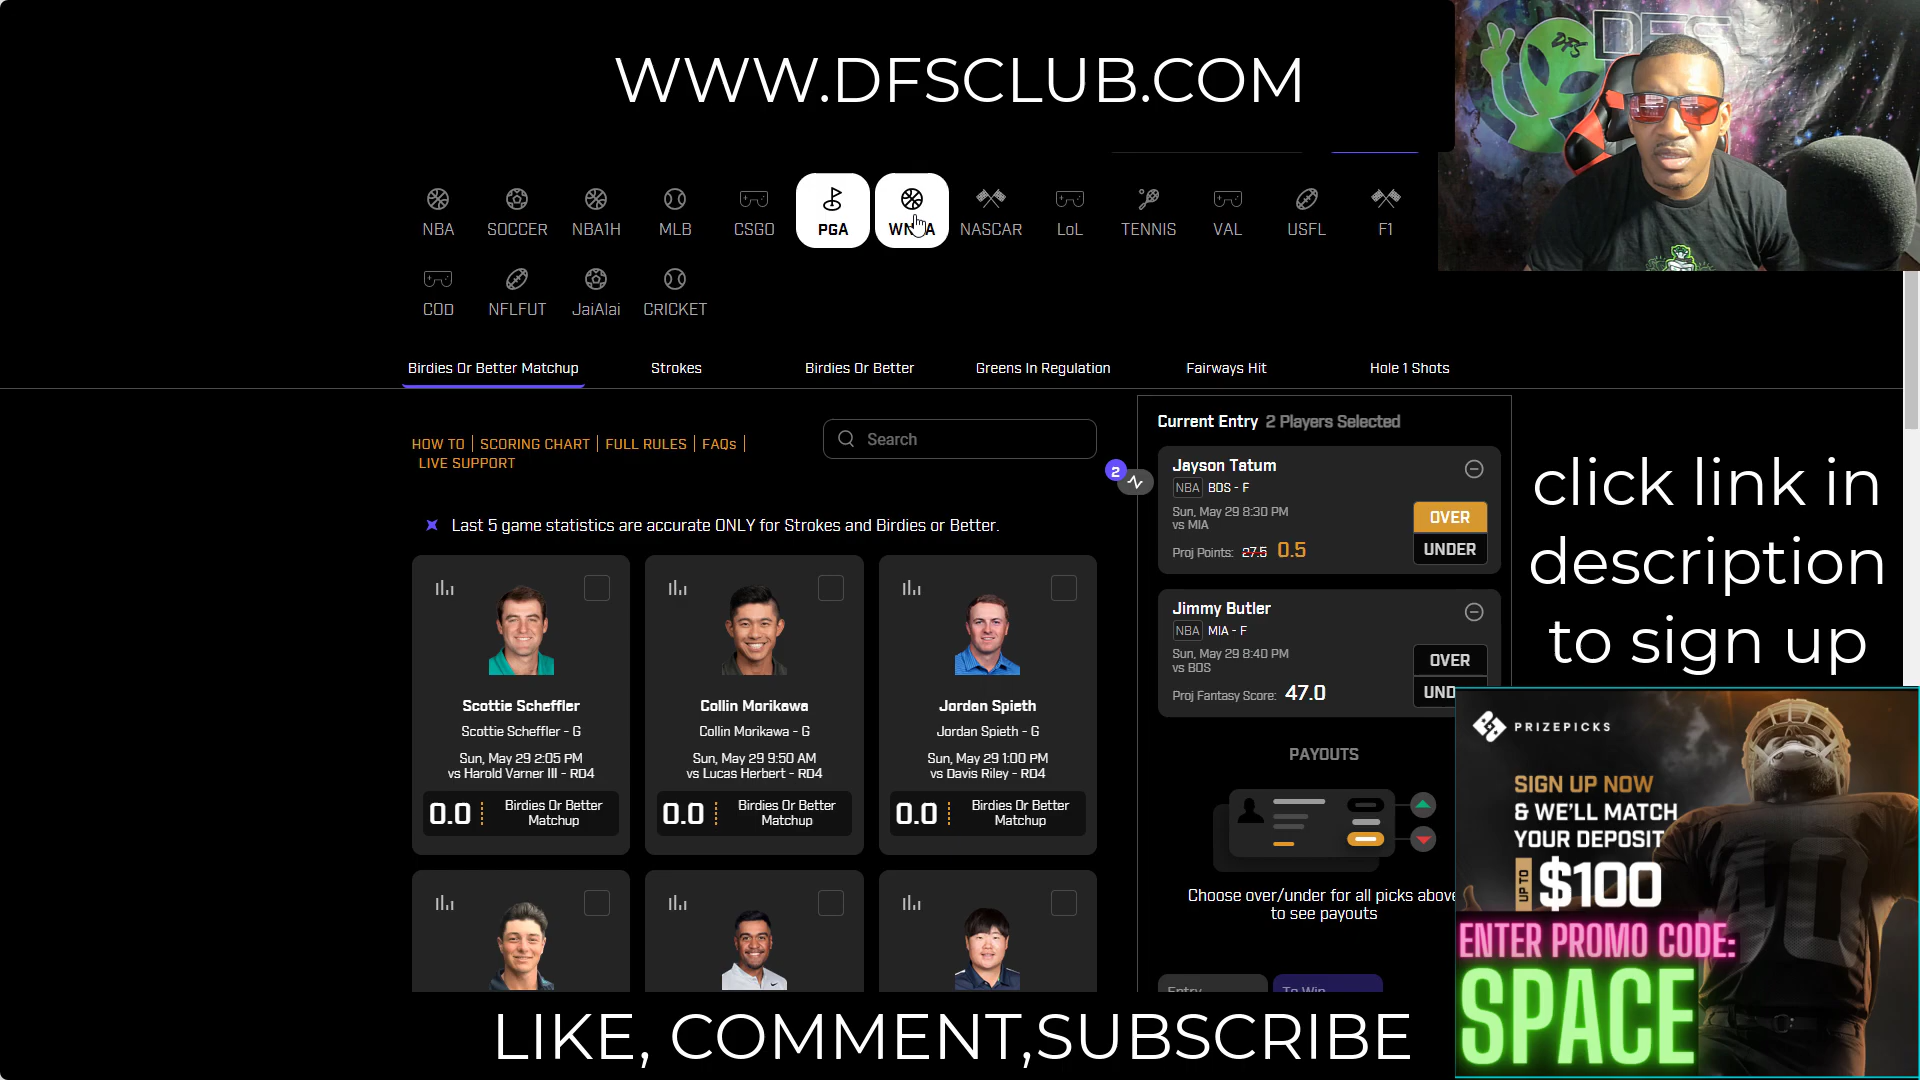 WWW.DFSCLUB.COM
DFS
DFS
NBA
SOCCER
NBA1H
MLB
CSGO
PGA
NASCAR
LoL
TENNIS
VAL
USFL
F1
COD
NFLFUT
JaiAlai
CRICKET
Birdies Or Better Matchup
Strokes
Birdies Or Better
Greens In Regulation
Fairways Hit
Hole 1 Shots
HOW TO | SCORING CHART | FULL RULES | FAQs |
LIVE SUPPORT
Search
Last 5 game statistics are accurate ONLY for Strokes and Birdies or Better.
Scottie Scheffler
Scottie Scheffler - G
Sun, May 29 2:05 PM
vs Harold Varner III - RD4
0.0
Birdies Or Better
Matchup
Collin Morikawa
Collin Morikawa - G
Sun, May 29 9:50 AM
vs Lucas Herbert - RD4
0.0
Birdies Or Better
Matchup
Jordan Spieth
Jordan Spieth - G
Sun, May 29 1:00 PM
vs Davis Riley - RD4
0.0
Birdies Or Better
Matchup
Current Entry 2 Players Selected
2
Jayson Tatum
NBA BOS - F
Sun, May 29 8:30 PM
vs MIA
Proj Points: 27.5 0.5
OVER
UNDER
Jimmy Butler
NBA MIA - F
Sun, May 29 8:40 PM
vs BOS
Proj Fantasy Score: 47.0
OVER
UND
PAYOUTS
Choose over/under for all picks above
to see payouts
Entry
To Win
click link in
description
to sign up
PRIZEPICKS
SIGN UP NOW
& WE'LL MATCH
YOUR DEPOSIT
UP TO $100
ENTER PROMO CODE:
SPACE
LIKE, COMMENT,SUBSCRIBE